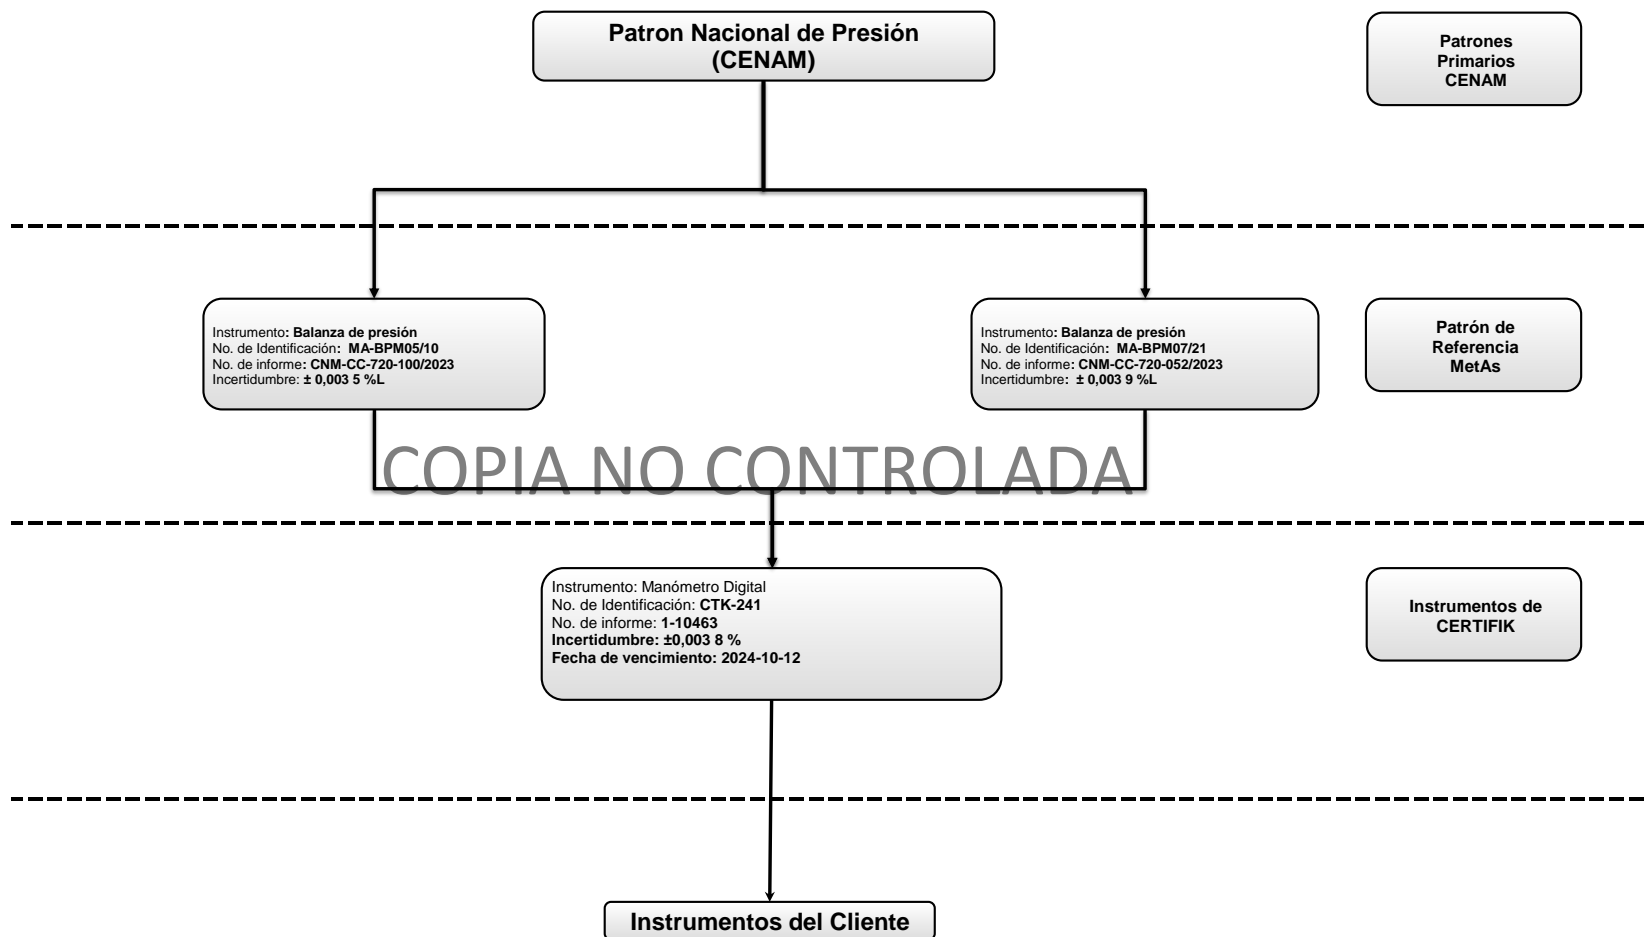 Patron Nacional de Presión
(CENAM)
Patrones
Primarios
CENAM
Instrumento: Balanza de presión
No. de Identificación:  MA-BPM05/10
No. de informe: CNM-CC-720-100/2023
Incertidumbre: ± 0,003 5 %L
Instrumento: Balanza de presión
No. de Identificación:  MA-BPM07/21
No. de informe: CNM-CC-720-052/2023
Incertidumbre:  ± 0,003 9 %L
Patrón de
Referencia
MetAs
COPIA NO CONTROLADA
Instrumento: Manómetro Digital
No. de Identificación: CTK-241
No. de informe: 1-10463
Incertidumbre: ±0,003 8 %
Fecha de vencimiento: 2024-10-12
Instrumentos de
CERTIFIK
Instrumentos del Cliente